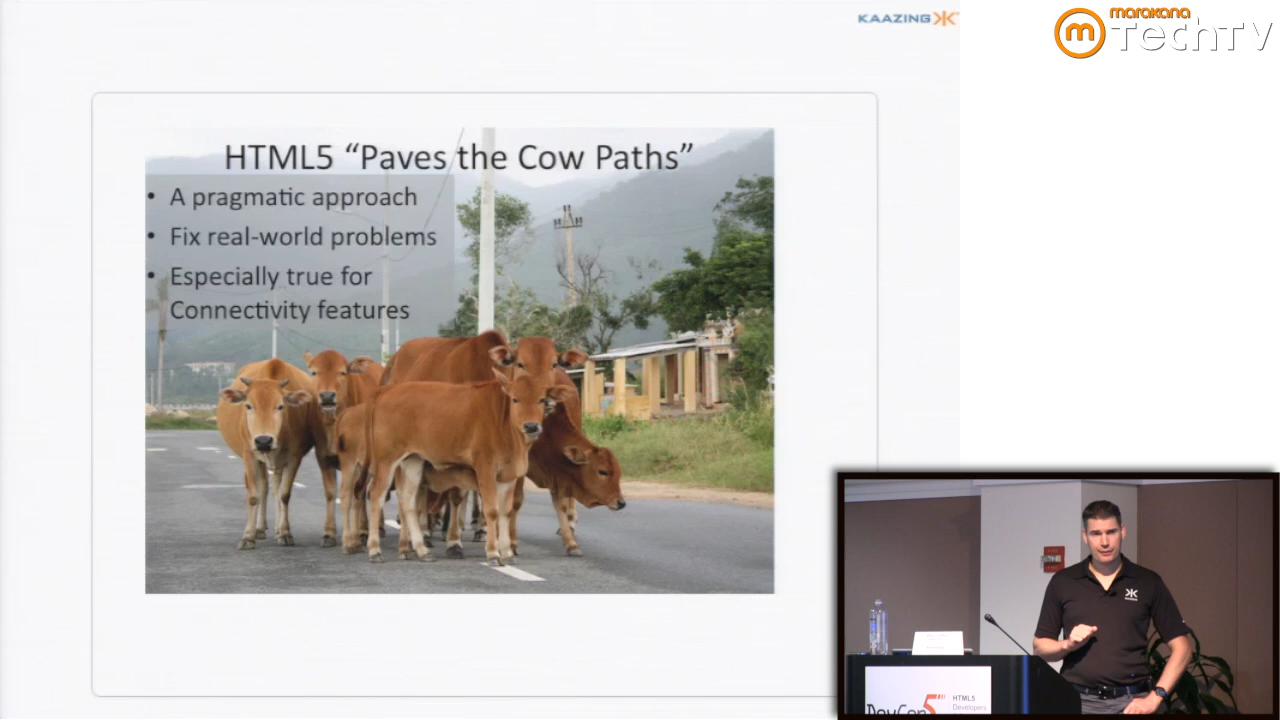 KAAZING
marakana
TechTV
HTML5 “Paves the Cow Paths”
• A pragmatic approach
• Fix real-world problems
• Especially true for
Connectivity features
DevCon5
HTML5
Developers